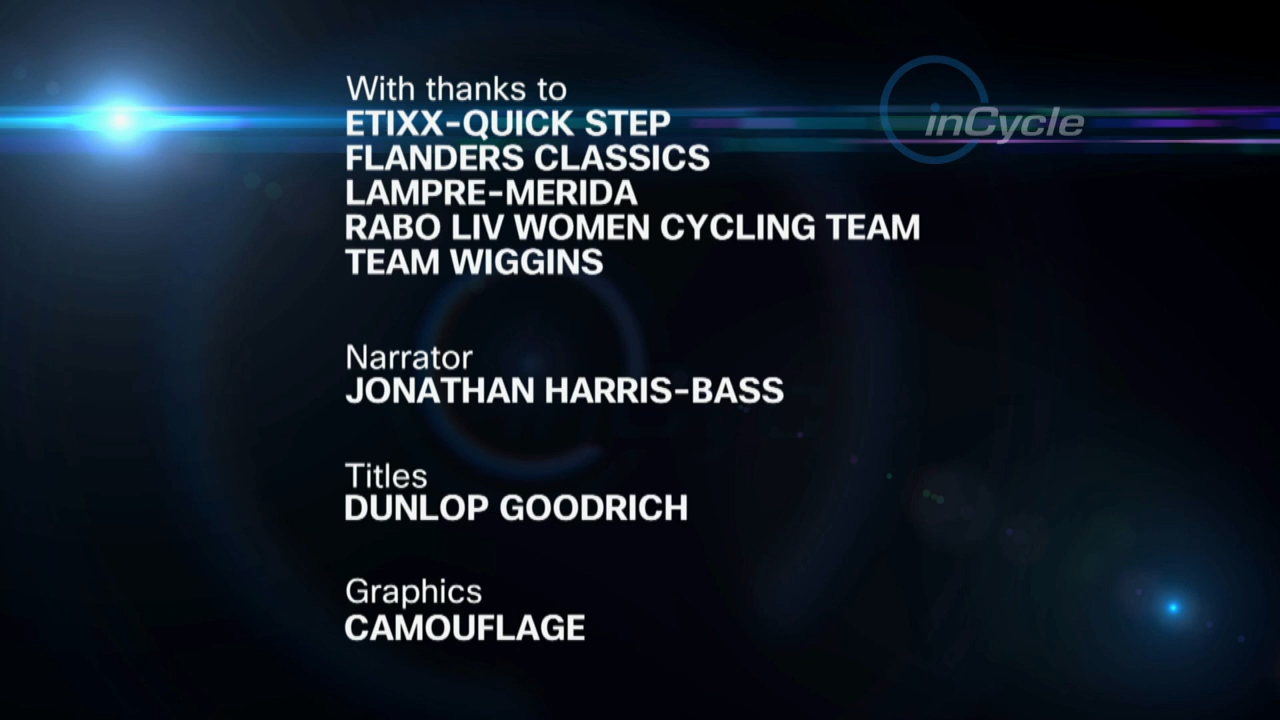 With thanks to
ETIXX-QUICK STEP
FLANDERS CLASSICS
LAMPRE-MERIDA
RABO LIV WOMEN CYCLING TEAM
TEAM WIGGINS
inCycle
Narrator
JONATHAN HARRIS-BASS
Titles
DUNLOP GOODRICH
Graphics
CAMOUFLAGE